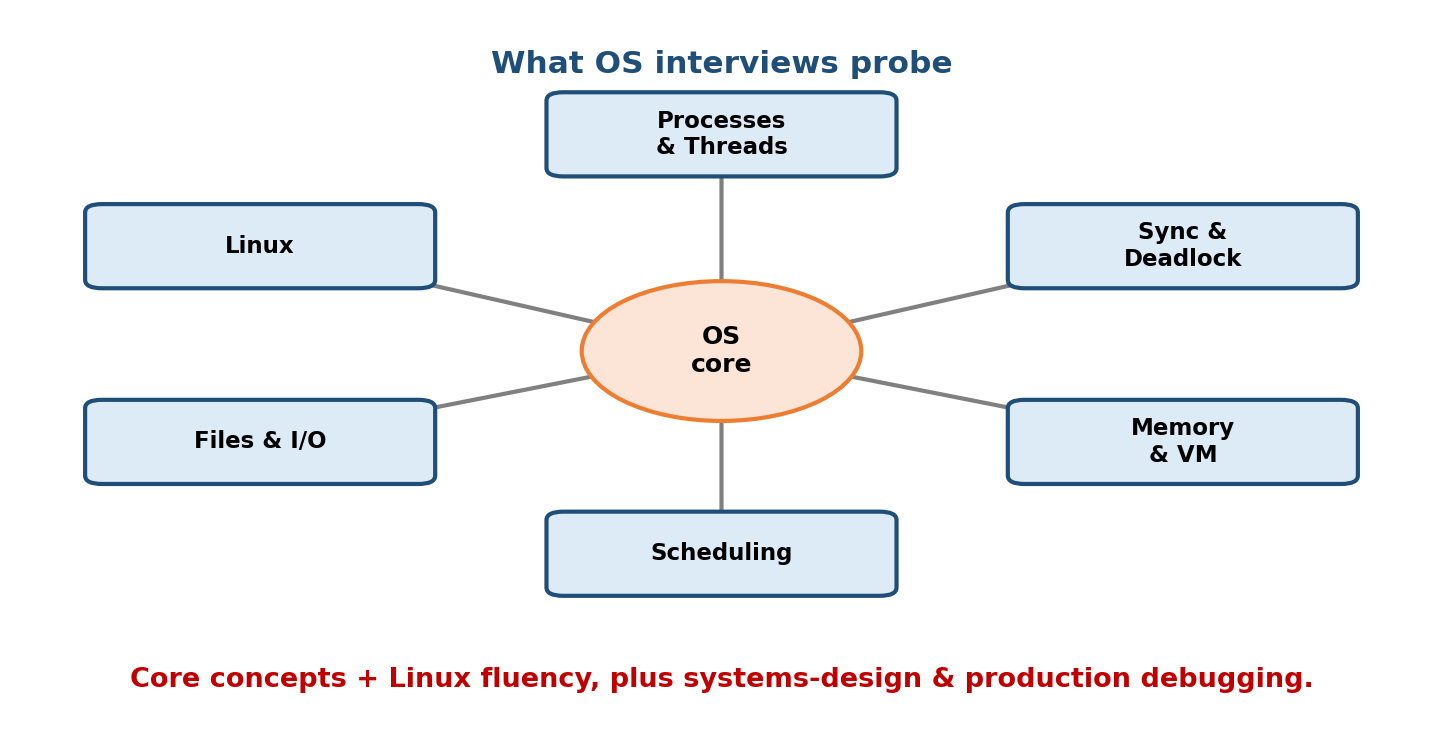 What OS interviews probe
Processes
& Threads
Linux
Sync &
Deadlock
OS
core
Files & I/O
Memory
& VM
Scheduling
Core concepts + Linux fluency, plus systems-design & production debugging.